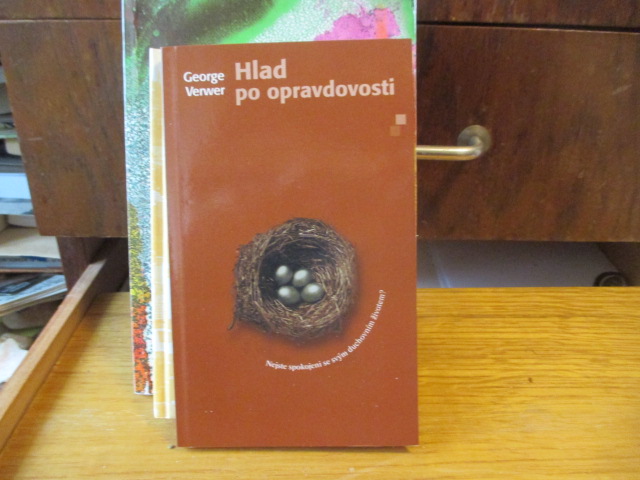 George
Verwer
Hlad
po opravdovosti
Nejste spokojeni se svým duchovním životem?